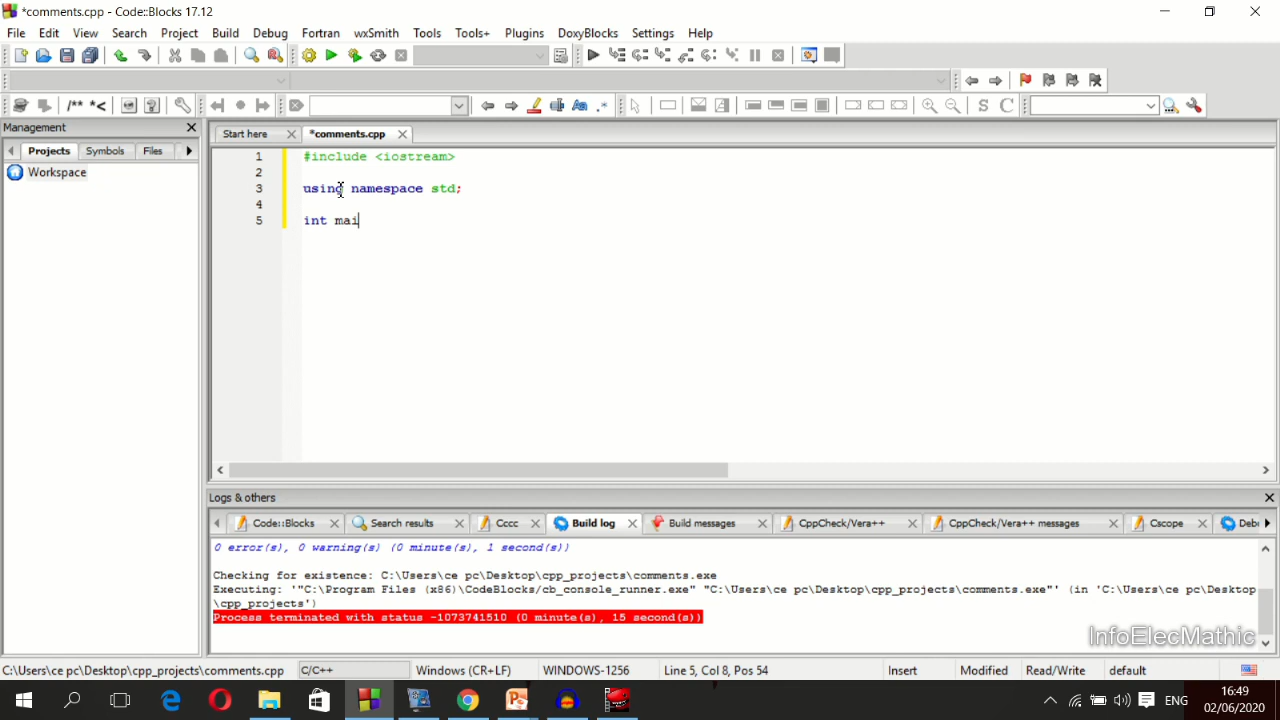 *comments.cpp - Code::Blocks 17.12
File Edit View Search Project Build Debug Fortran wxSmith Tools Tools+ Plugins DoxyBlocks Settings Help
/** *<
S C
Management
Start here *comments.cpp
Projects Symbols Files
Workspace
1 #include <iostream>
2
3 using namespace std;
4
5 int mai
Logs & others
Code::Blocks Search results Cccc Build log Build messages CppCheck/Vera++ CppCheck/Vera++ messages Cscope Deb
0 error(s), 0 warning(s) (0 minute(s), 1 second(s))
Checking for existence: C:\Users\ce pc\Desktop\cpp_projects\comments.exe
Executing: '"C:\Program Files (x86)\CodeBlocks/cb_console_runner.exe" "C:\Users\ce pc\Desktop\cpp_projects\comments.exe"' (in 'C:\Users\ce pc\Desktop
\cpp_projects')
Process terminated with status -1073741510 (0 minute(s), 15 second(s))
InfoElecMathic
C:\Users\ce pc\Desktop\cpp_projects\comments.cpp C/C++ Windows (CR+LF) WINDOWS-1256 Line 5, Col 8, Pos 54 Insert Modified Read/Write default
ENG
16:49
02/06/2020